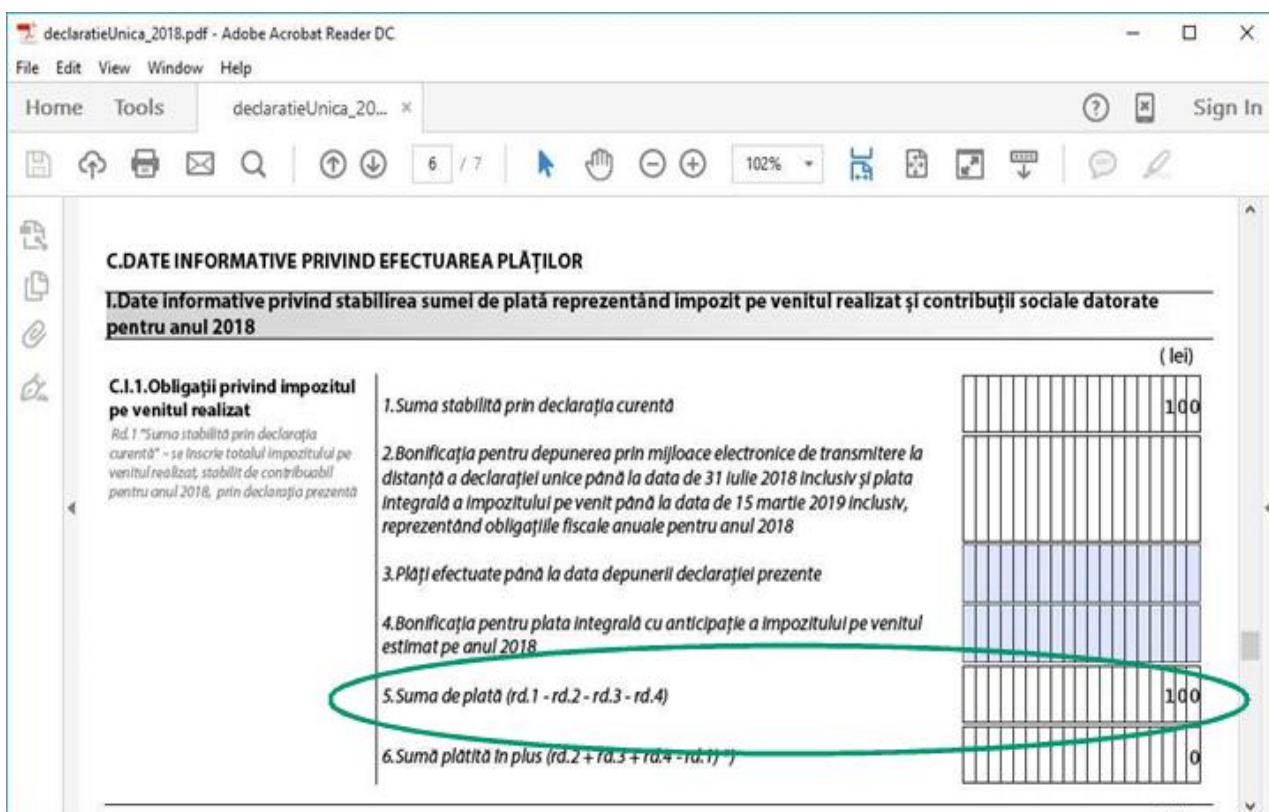 declaratieUnica_2018.pdf - Adobe Acrobat Reader DC
File Edit View Window Help
Home Tools declaratieUnica_20... × Sign In
6 / 7 102%
C.DATE INFORMATIVE PRIVIND EFECTUAREA PLĂȚILOR
I.Date informative privind stabilirea sumei de plată reprezentând impozit pe venitul realizat și contribuții sociale datorate
pentru anul 2018
( lei)
C.I.1.Obligații privind impozitul
pe venitul realizat
Rd.1 "Suma stabilită prin declarația
curentă" - se înscrie totalul impozitului pe
venitul realizat, stabilit de contribuabil
pentru anul 2018, prin declarația prezentă
1.Suma stabilită prin declarația curentă 100
2.Bonificația pentru depunerea prin mijloace electronice de transmitere la
distanță a declarației unice până la data de 31 iulie 2018 inclusiv și plata
integrală a impozitului pe venit până la data de 15 martie 2019 inclusiv,
reprezentând obligațiile fiscale anuale pentru anul 2018
3.Plăți efectuate până la data depunerii declarației prezente
4.Bonificația pentru plata integrală cu anticipație a impozitului pe venitul
estimat pe anul 2018
5.Suma de plată (rd.1 - rd.2 - rd.3 - rd.4) 100
6.Sumă plătită în plus (rd.2 + rd.3 + rd.4 - rd.1) 0